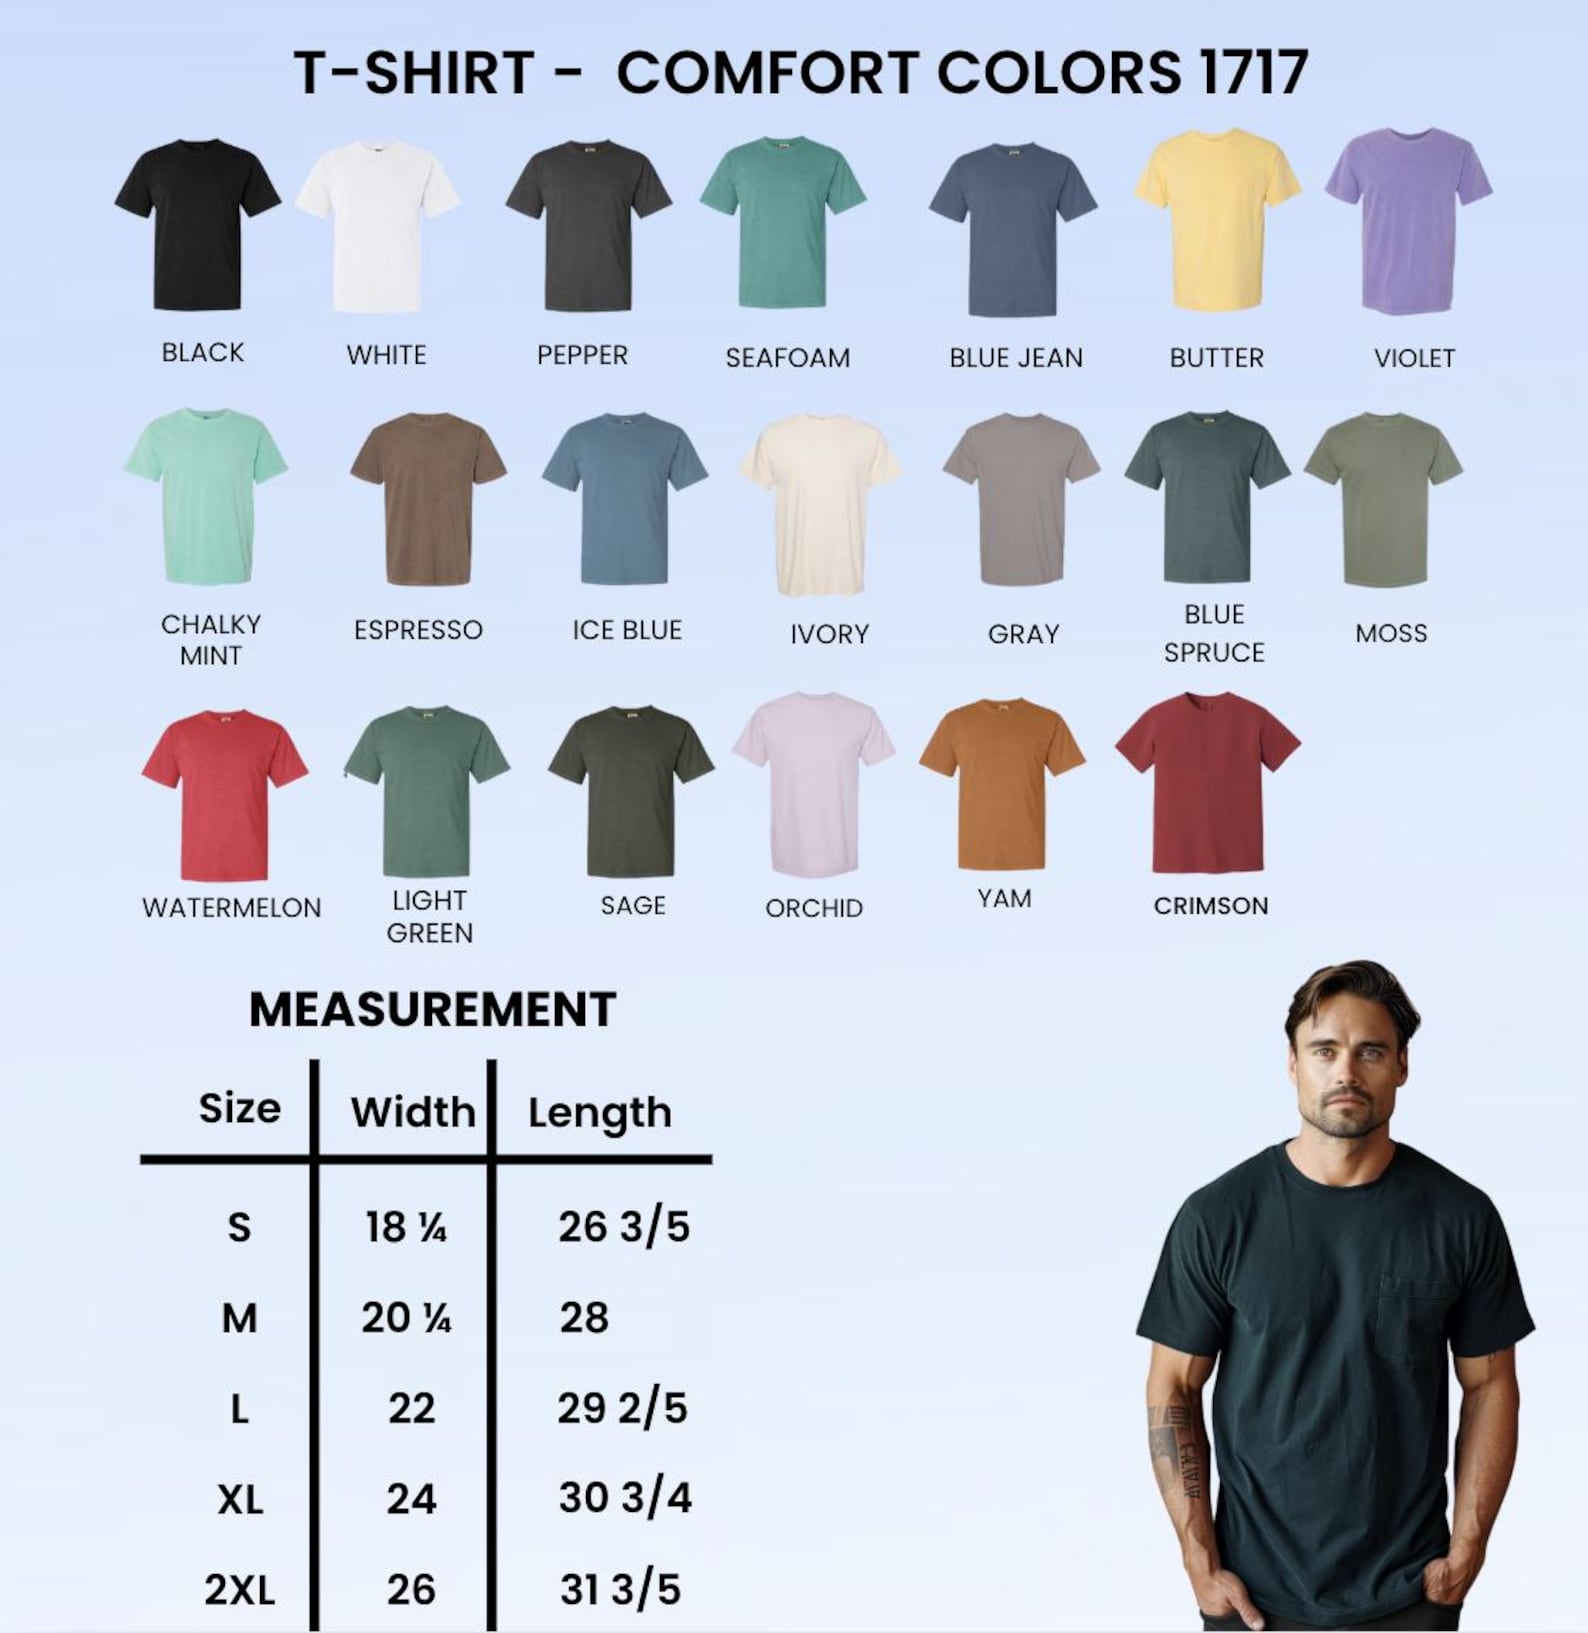 T-SHIRT - COMFORT COLORS 1717
BLACK
WHITE
PEPPER
SEAFOAM
BLUE JEAN
BUTTER
VIOLET
CHALKY
MINT
ESPRESSO
ICE BLUE
IVORY
GRAY
BLUE
SPRUCE
MOSS
WATERMELON
LIGHT
GREEN
SAGE
ORCHID
YAM
CRIMSON
MEASUREMENT
Size Width Length
S 18 ¼ 26 3/5
M 20 ¼ 28
L 22 29 2/5
XL 24 30 3/4
2XL 26 31 3/5